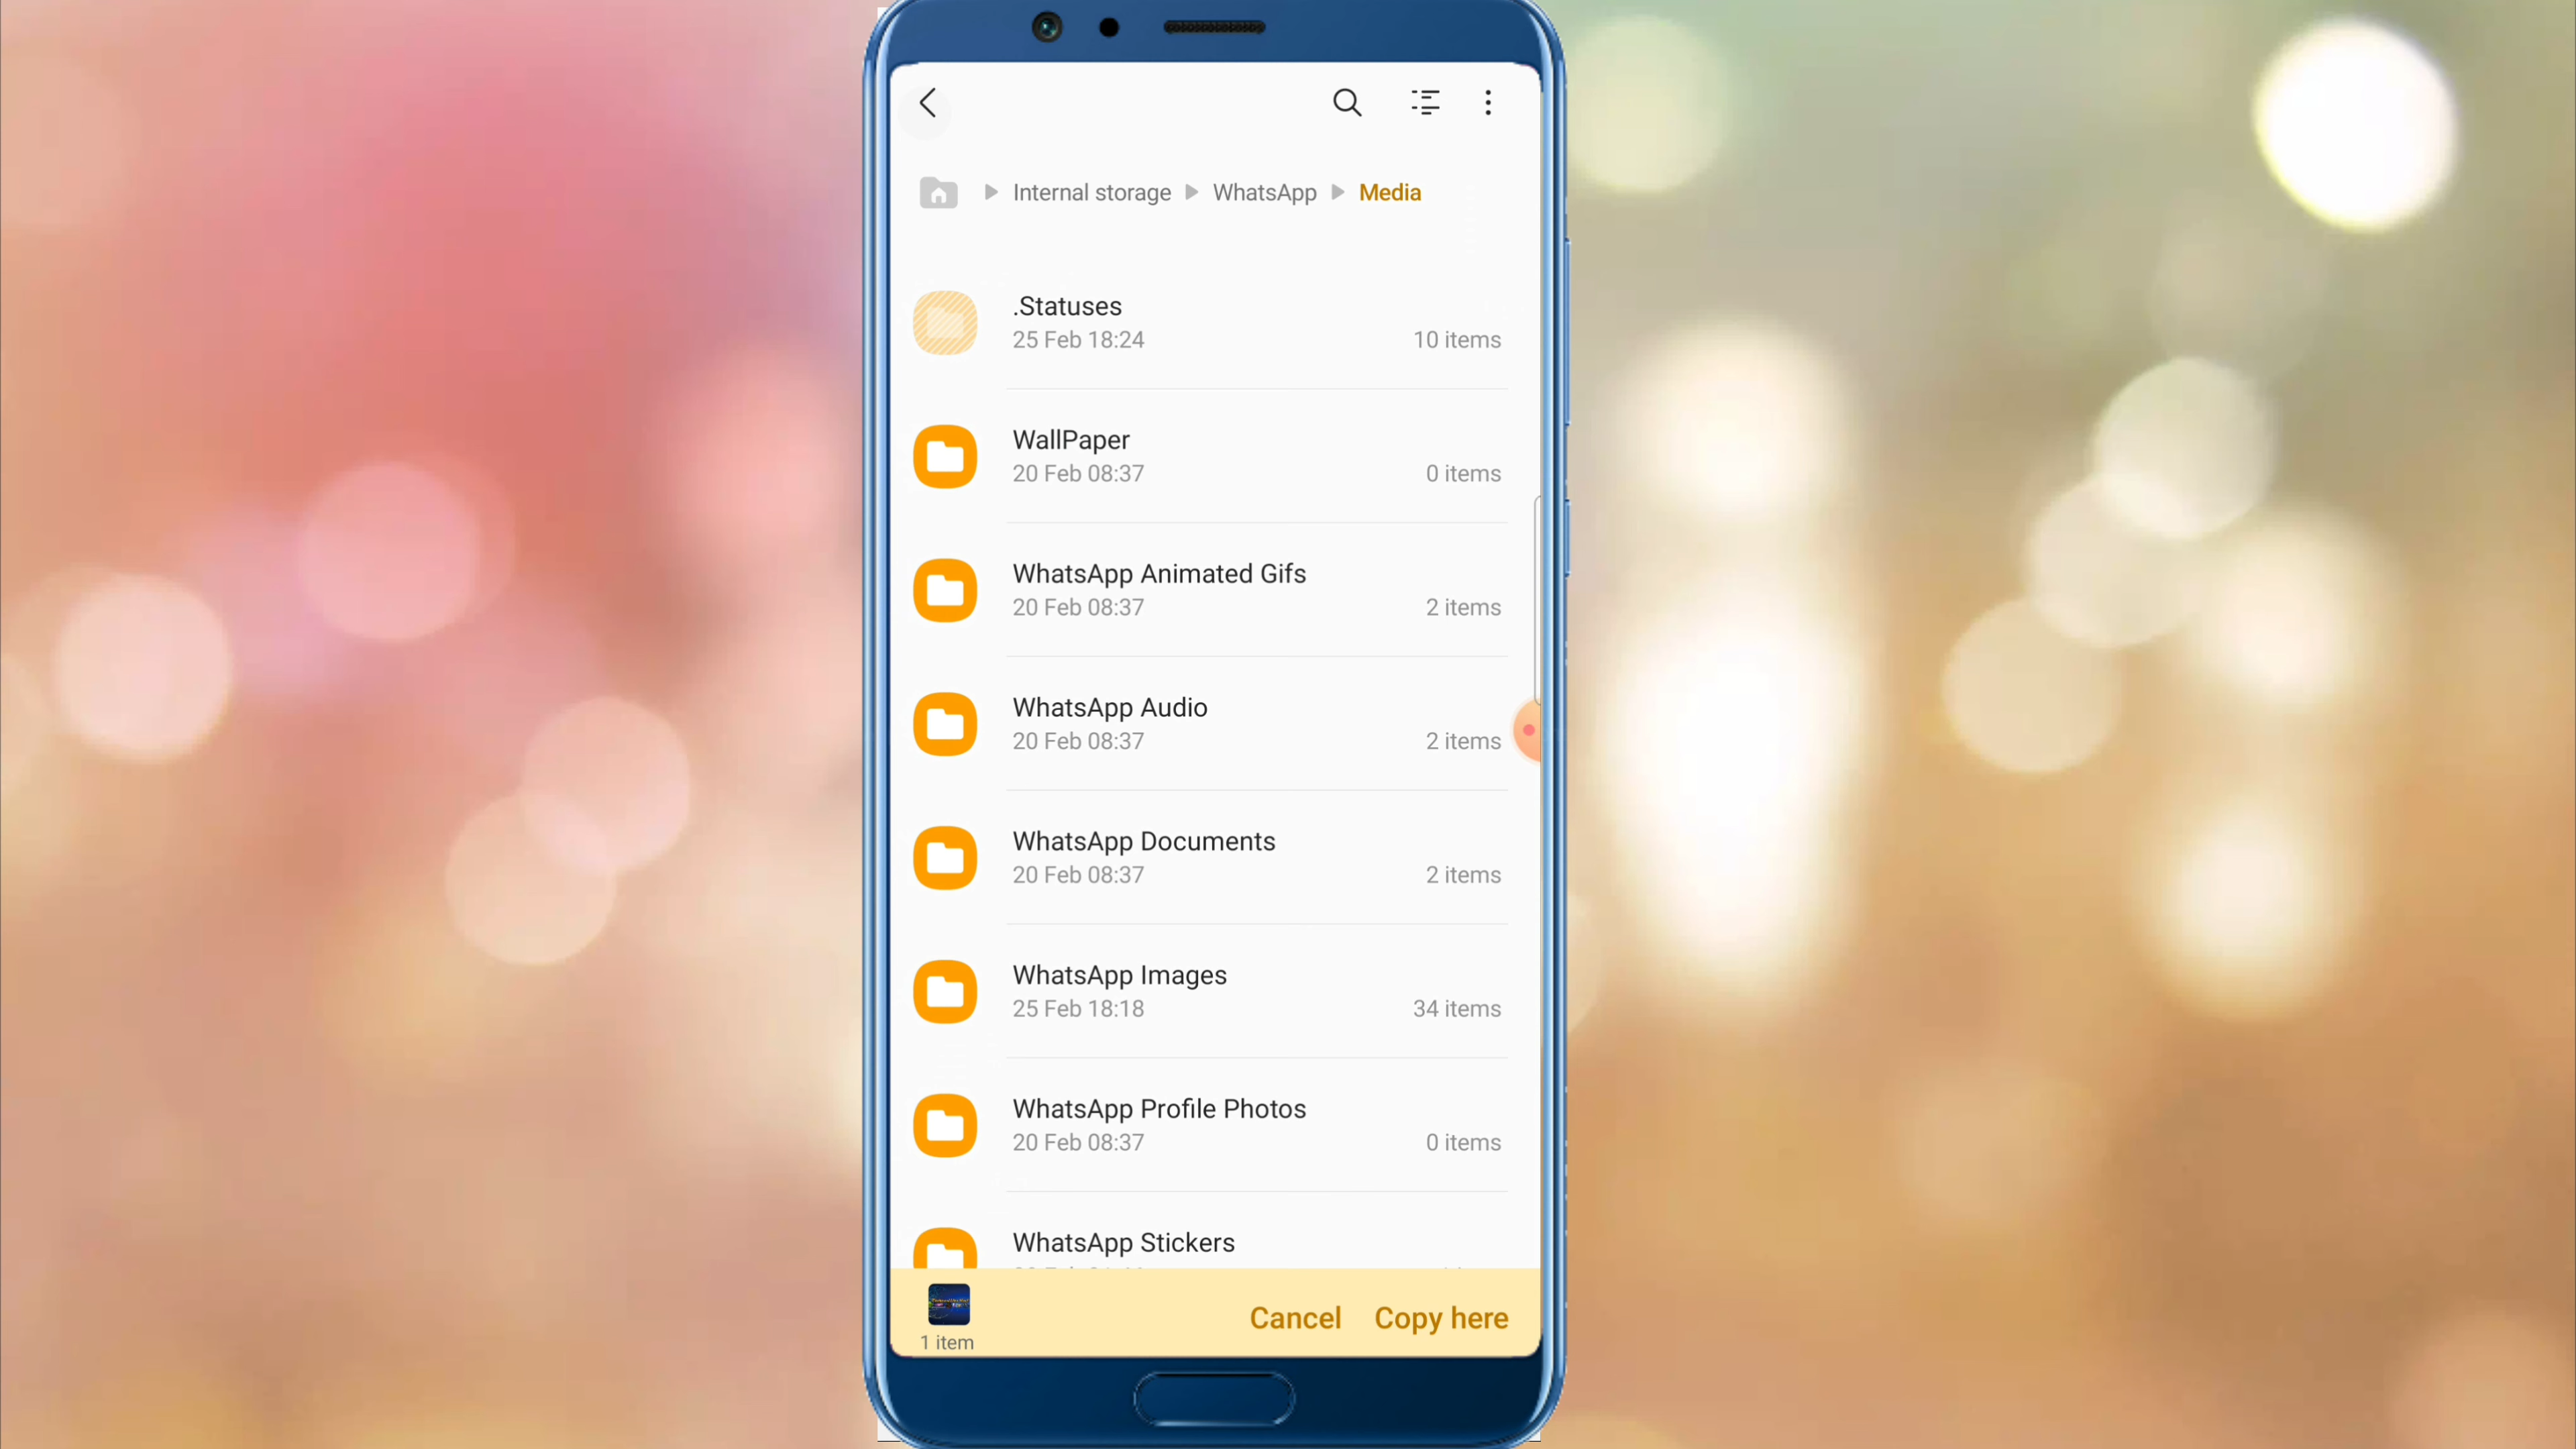 Internal storage WhatsApp Media
.Statuses
25 Feb 18:24 10 items
WallPaper
20 Feb 08:37 0 items
WhatsApp Animated Gifs
20 Feb 08:37 2 items
WhatsApp Audio
20 Feb 08:37 2 items
WhatsApp Documents
20 Feb 08:37 2 items
WhatsApp Images
25 Feb 18:18 34 items
WhatsApp Profile Photos
20 Feb 08:37 0 items
WhatsApp Stickers
Cancel Copy here
1 item